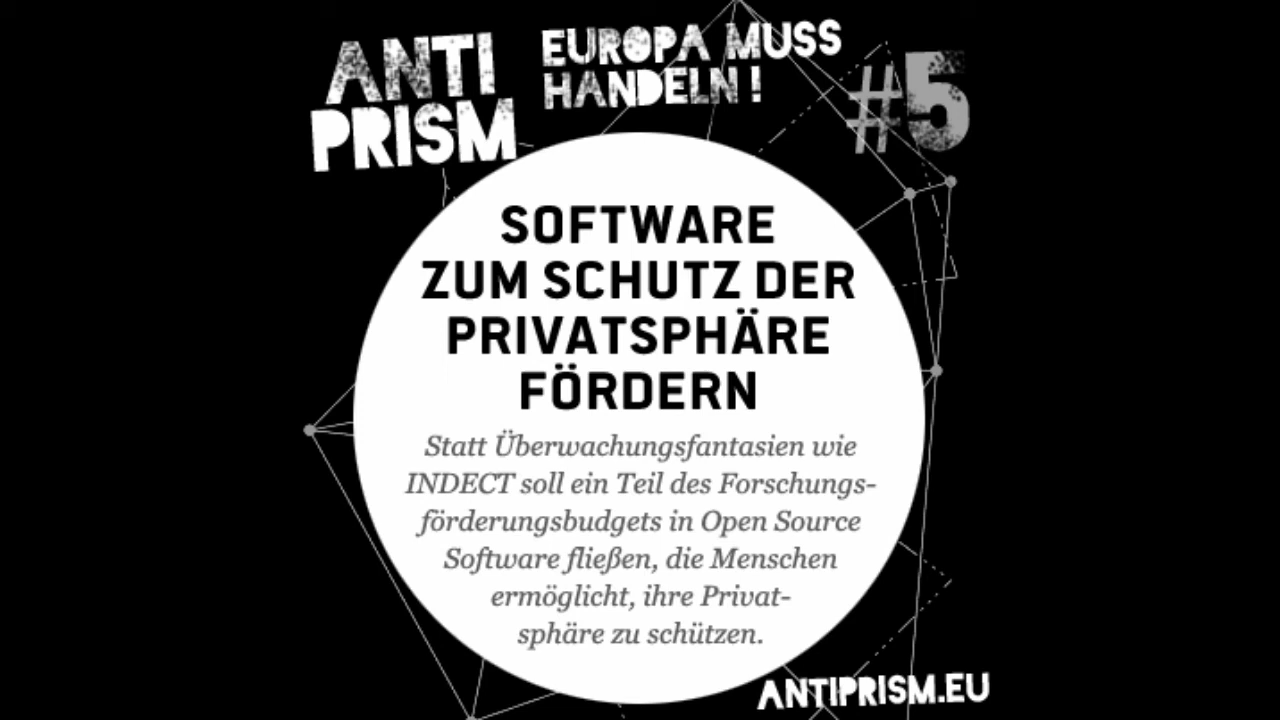 ANTI
PRISM
EUROPA MUSS
HANDELN!
#5
SOFTWARE
ZUM SCHUTZ DER
PRIVATSPHÄRE
FÖRDERN
Statt Überwachungsfantasien wie
INDECT soll ein Teil des Forschungs-
förderungsbudgets in Open Source
Software fließen, die Menschen
ermöglicht, ihre Privat-
sphäre zu schützen.
ANTIPRISM.EU